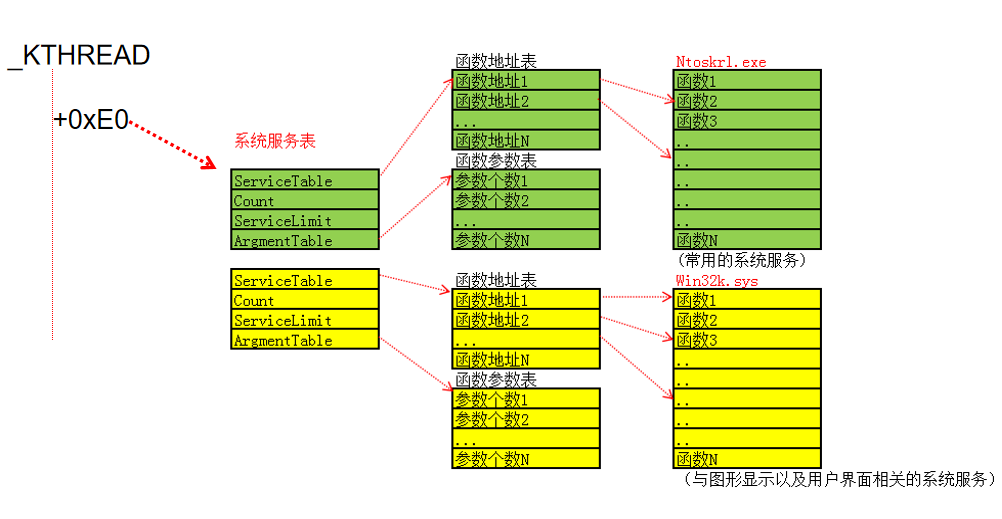 _KTHREAD
+0xE0
系统服务表
ServiceTable
Count
ServiceLimit
ArgmentTable
ServiceTable
Count
ServiceLimit
ArgmentTable
函数地址表
函数地址1
函数地址2
...
函数地址N
函数参数表
参数个数1
参数个数2
...
参数个数N
函数地址表
函数地址1
函数地址2
...
函数地址N
函数参数表
参数个数1
参数个数2
...
参数个数N
Ntoskrl.exe
函数1
函数2
函数3
..
..
..
..
..
函数N
(常用的系统服务)
Win32k.sys
函数1
函数2
函数3
..
..
..
..
..
函数N
（与图形显示以及用户界面相关的系统服务）